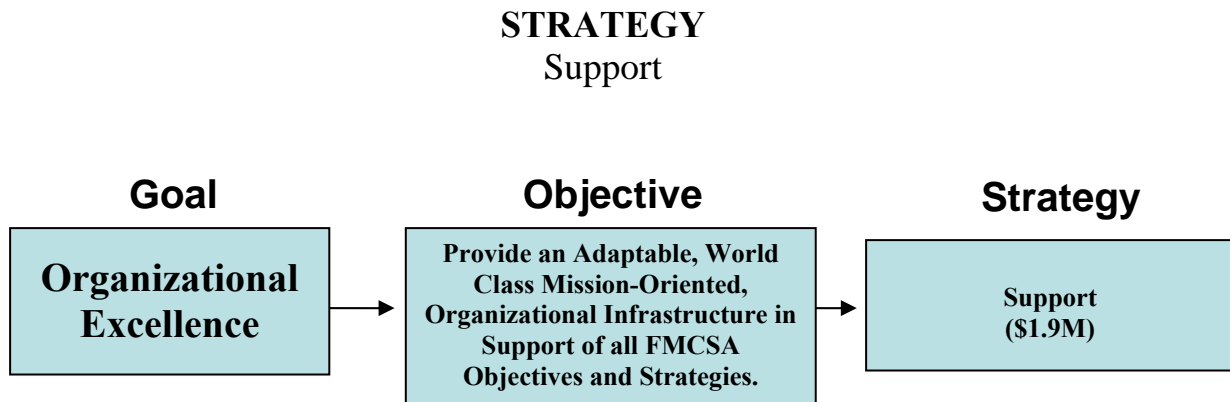 STRATEGY
Support
Goal
Objective
Strategy
Organizational
Excellence
Provide an Adaptable, World
Class Mission-Oriented,
Organizational Infrastructure in
Support of all FMCSA
Objectives and Strategies.
Support
($1.9M)